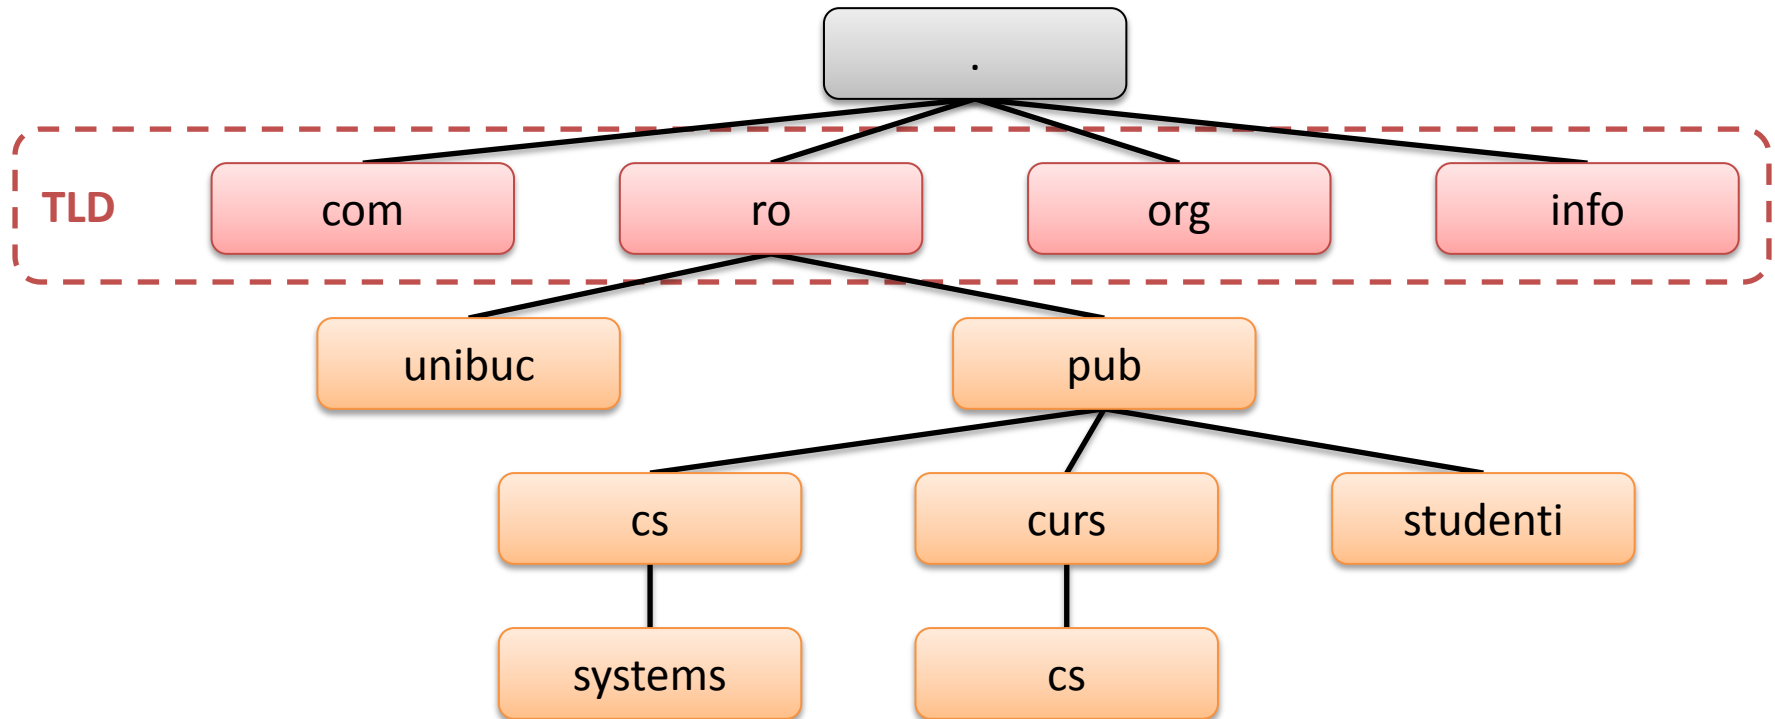 .
TLD
com
ro
org
info
unibuc
pub
cs
curs
studenti
systems
cs